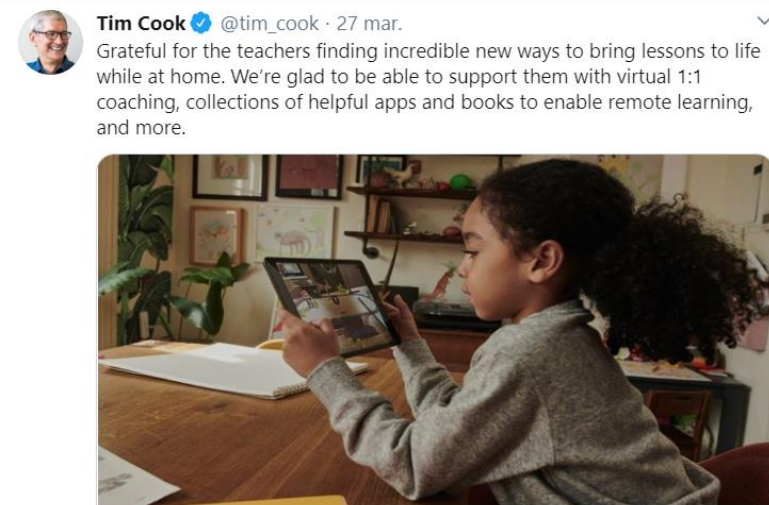 Tim Cook @tim_cook · 27 mar.
Grateful for the teachers finding incredible new ways to bring lessons to life
while at home. We’re glad to be able to support them with virtual 1:1
coaching, collections of helpful apps and books to enable remote learning,
and more.